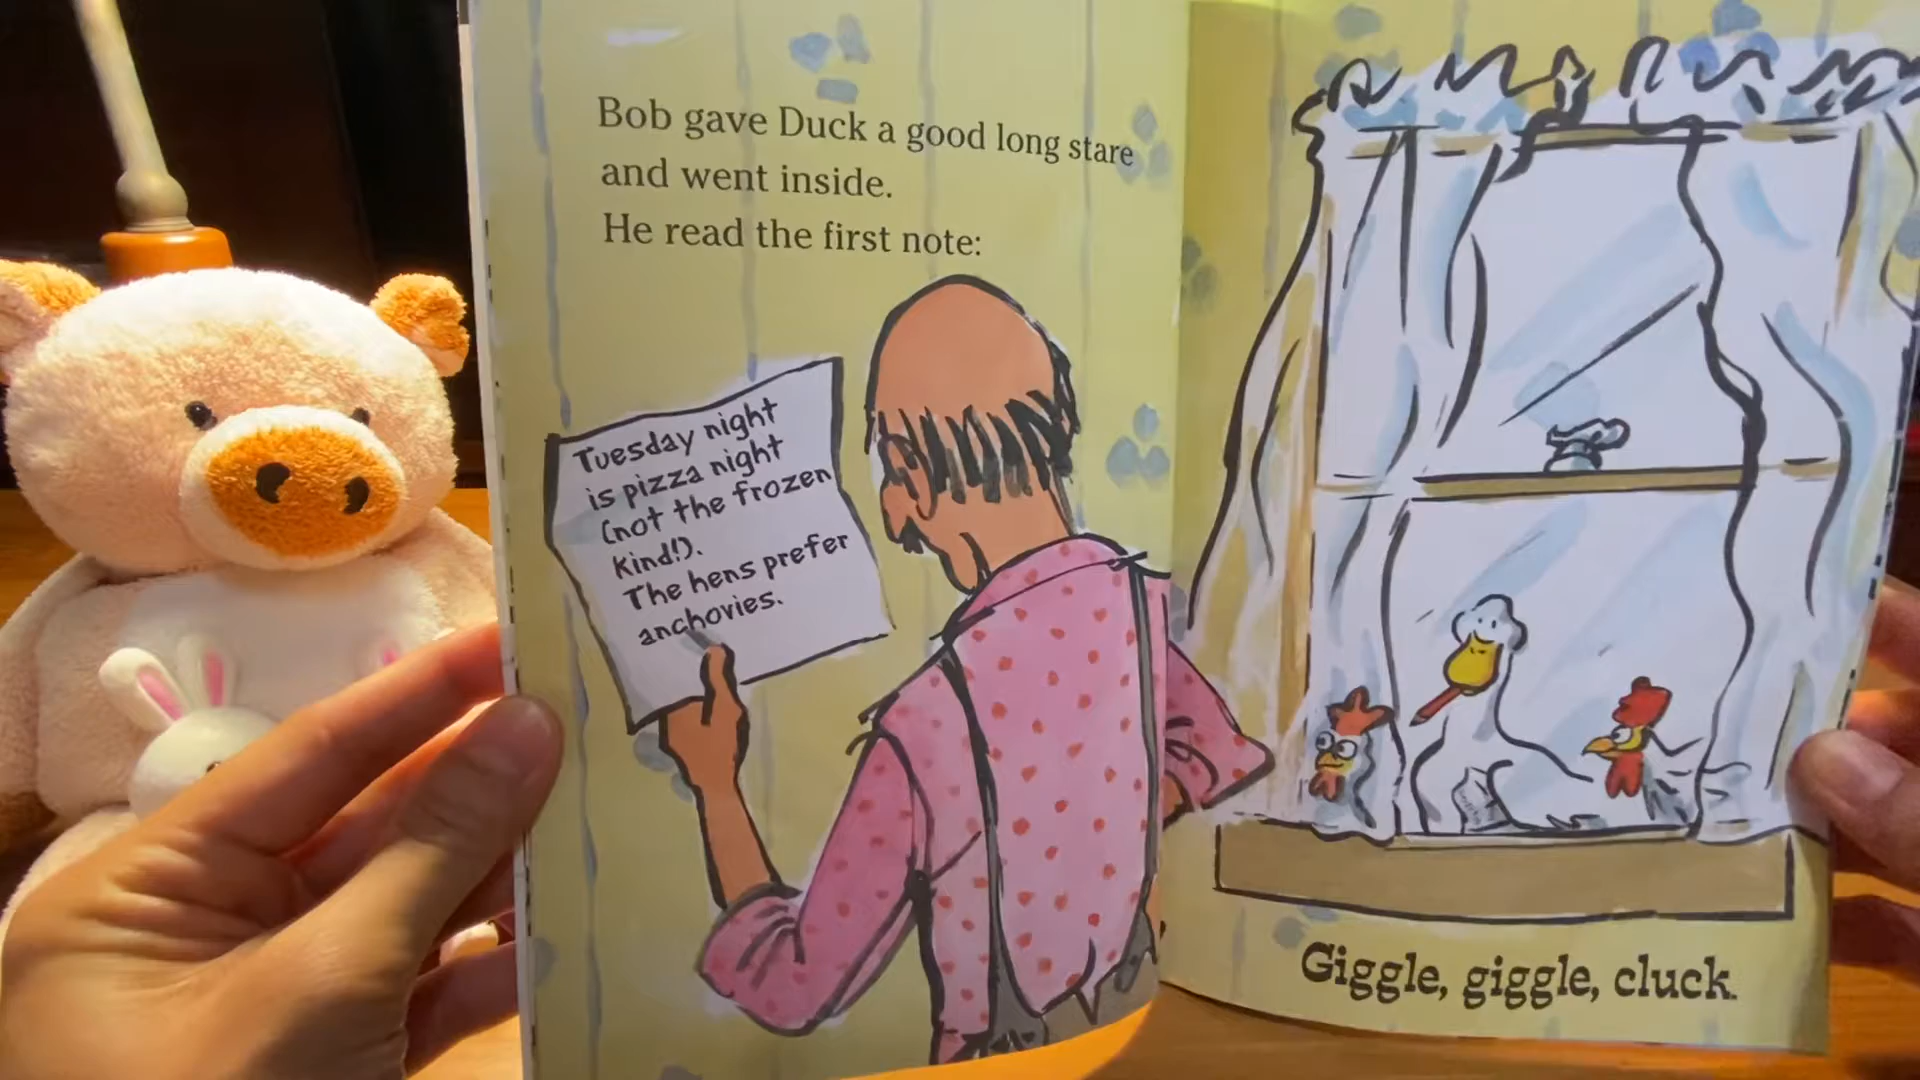 Bob gave Duck a good long stare
and went inside.
He read the first note:
Tuesday night
is pizza night
(not the frozen
kind!).
The hens prefer
anchovies.
Giggle, giggle, cluck.